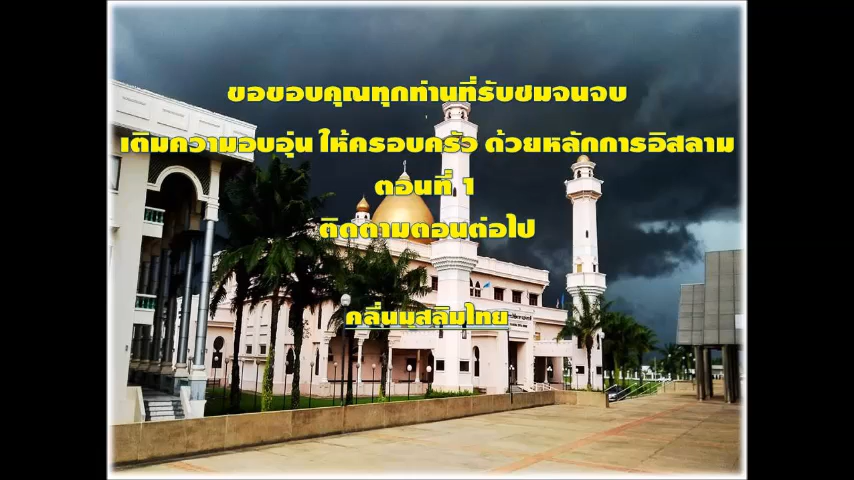 ขอขอบคุณทุกท่านที่รับชมจนจบ
เติมความอบอุ่น ให้ครอบครัว ด้วยหลักการอิสลาม
ตอนที่ 1
ติดตามตอนต่อไป
คลื่นมุสลิมไทย